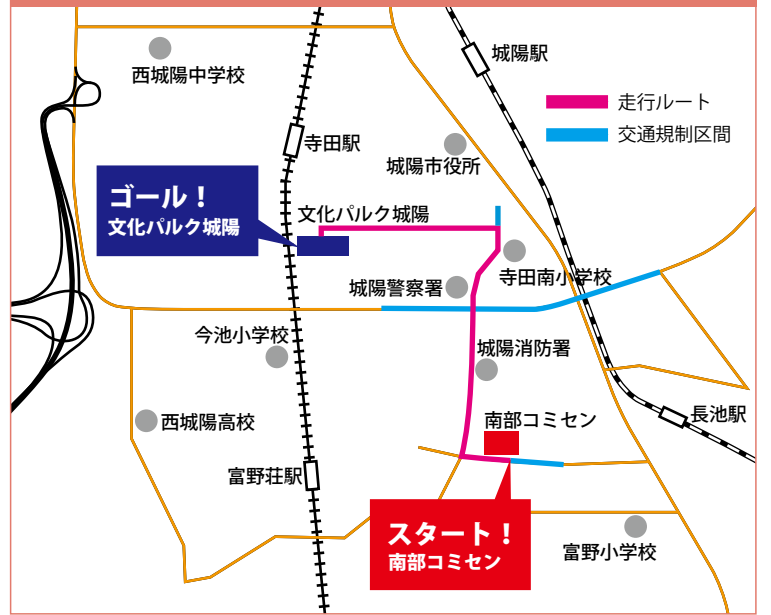 城陽駅
西城陽中学校
走行ルート
交通規制区間
寺田駅
城陽市役所
ゴール！
文化パルク城陽
文化パルク城陽
寺田南小学校
城陽警察署
今池小学校
城陽消防署
西城陽高校
南部コミセン
長池駅
富野荘駅
スタート！
南部コミセン
富野小学校